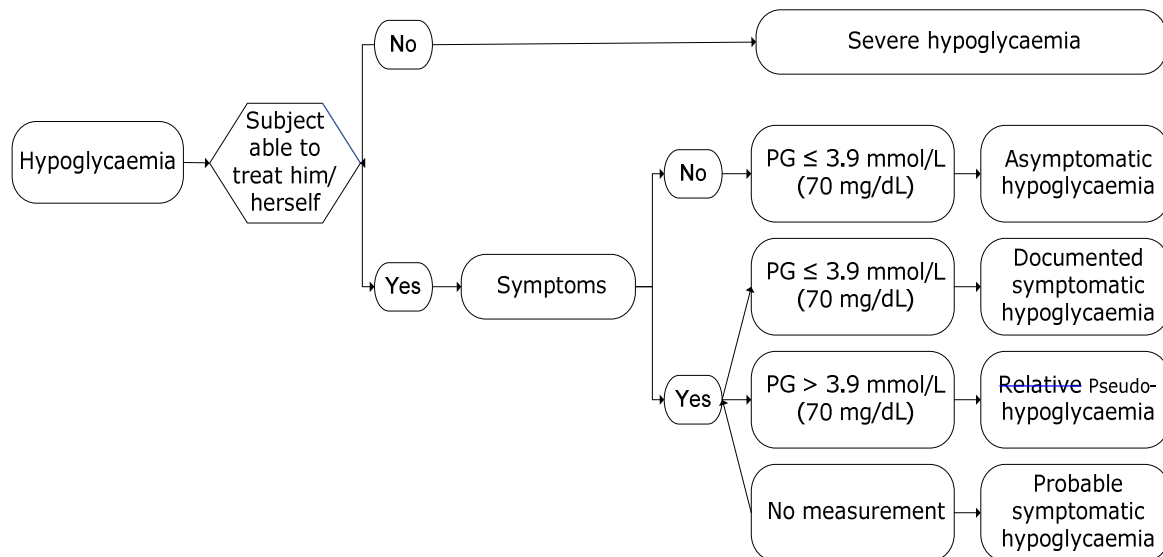 No
Severe hypoglycaemia
Hypoglycaemia
Subject
able to
treat him/
herself
No
PG ≤ 3.9 mmol/L
(70 mg/dL)
Asymptomatic
hypoglycaemia
Yes
Symptoms
PG ≤ 3.9 mmol/L
(70 mg/dL)
Documented
symptomatic
hypoglycaemia
Yes
PG > 3.9 mmol/L
(70 mg/dL)
Relative Pseudo-
hypoglycaemia
No measurement
Probable
symptomatic
hypoglycaemia